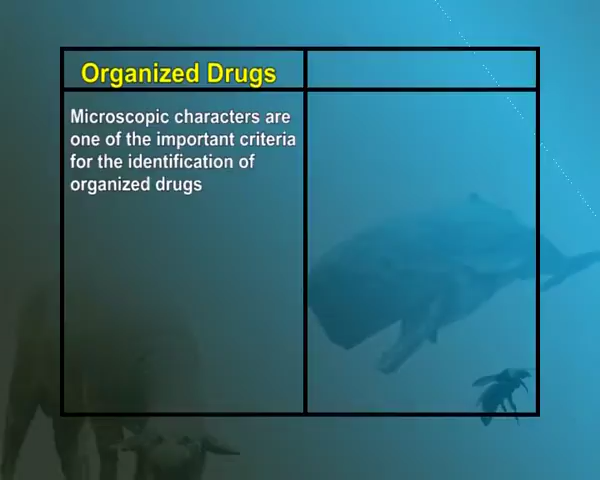 Organized Drugs
Microscopic characters are
one of the important criteria
for the identification of
organized drugs